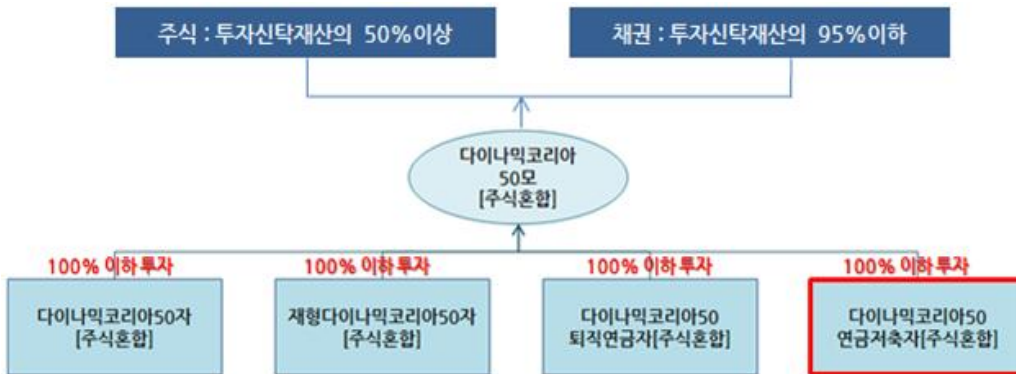 주식 : 투자신탁재산의 50%이상
채권 : 투자신탁재산의 95%이하
다이나믹코리아
50모
[주식혼합]
100% 이하 투자
100% 이하 투자
100% 이하 투자
100% 이하 투자
다이나믹코리아50자
[주식혼합]
재형다이나믹코리아50자
[주식혼합]
다이나믹코리아50
퇴직연금자[주식혼합]
다이나믹코리아50
연금저축자[주식혼합]